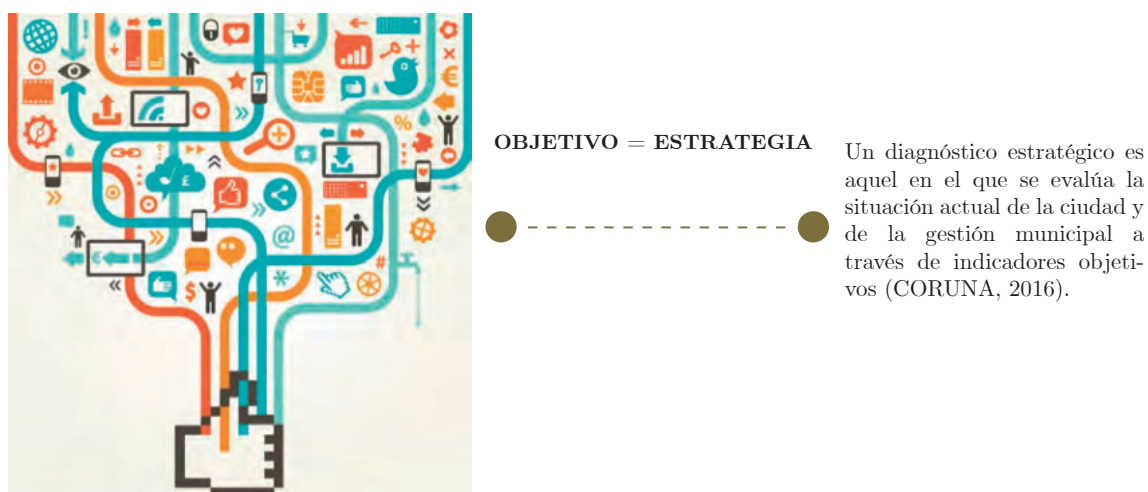 OBJETIVO = ESTRATEGIA
Un diagnóstico estratégico es
aquel en el que se evalúa la
situación actual de la ciudad y
de la gestión municipal a
través de indicadores objeti-
vos (CORUNA, 2016).